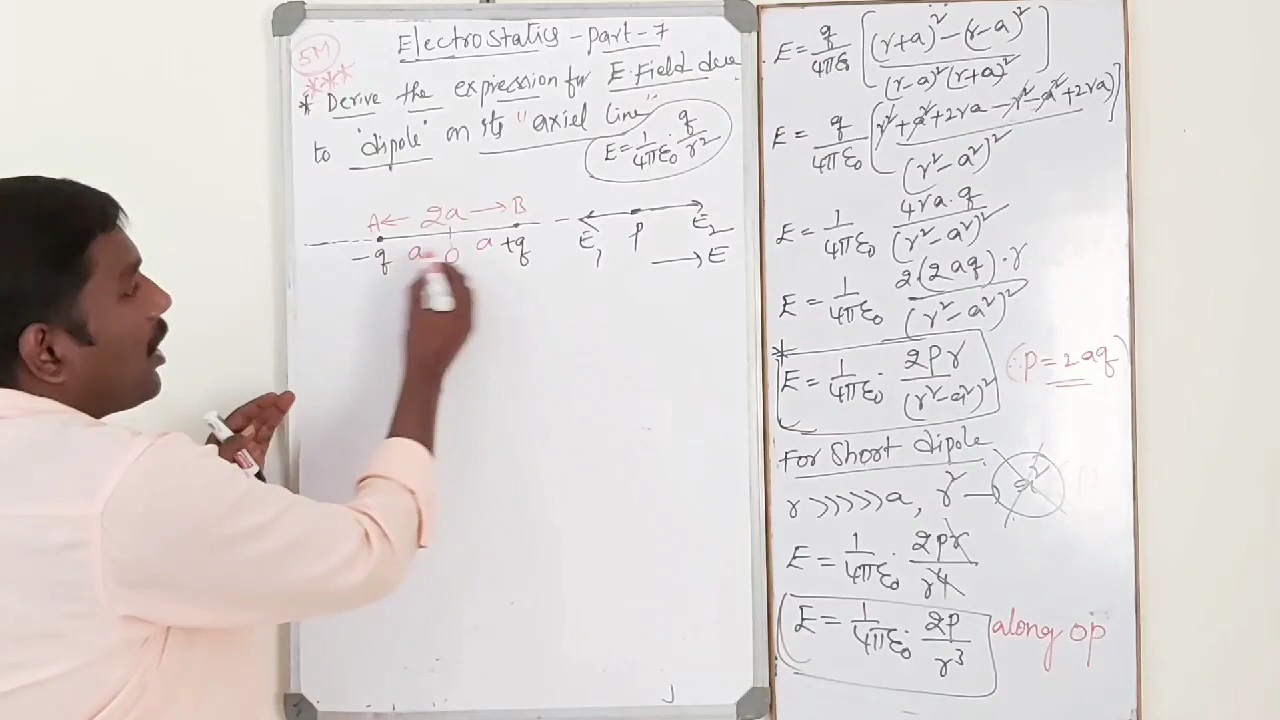 Electrostatics - part - 7
5M
***
* Derive the expression for E. Field due
to "dipole" on its "axial line"
E = 1/4πε₀ . q/r²
A ← 2a → B
-q a O a +q
E₁ P E₂
→ E
E = q/4πε₀ [(r+a)² - (r-a)² / (r-a)² (r+a)²]
E = q/4πε₀ [r² + a² + 2ra - r² - a² + 2ra / (r² - a²)²]
E = 1/4πε₀ 4ra.q / (r² - a²)²
E = 1/4πε₀ 2.(2aq).r / (r² - a²)²
* E = 1/4πε₀ . 2pr / (r² - a²)² (∵ p = 2aq)
For Short dipole
r >>>>> a, r² - a²
E = 1/4πε₀ . 2pr / r⁴
E = 1/4πε₀ . 2p / r³ along op